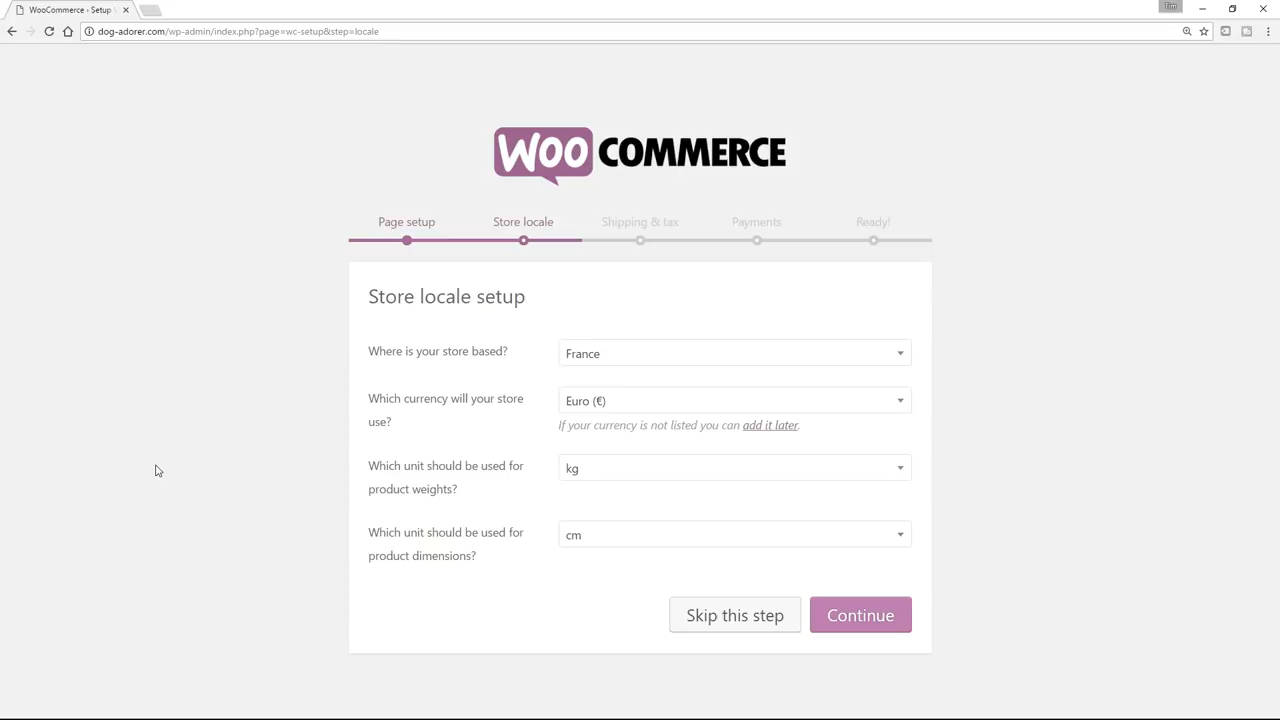 WooCommerce › Setup W
Tim
dog-adorer.com/wp-admin/index.php?page=wc-setup&step=locale
WOO COMMERCE
Page setup
Store locale
Shipping & tax
Payments
Ready!
Store locale setup
Where is your store based?
France
Which currency will your store
use?
Euro (€)
If your currency is not listed you can add it later.
Which unit should be used for
product weights?
kg
Which unit should be used for
product dimensions?
cm
Skip this step
Continue